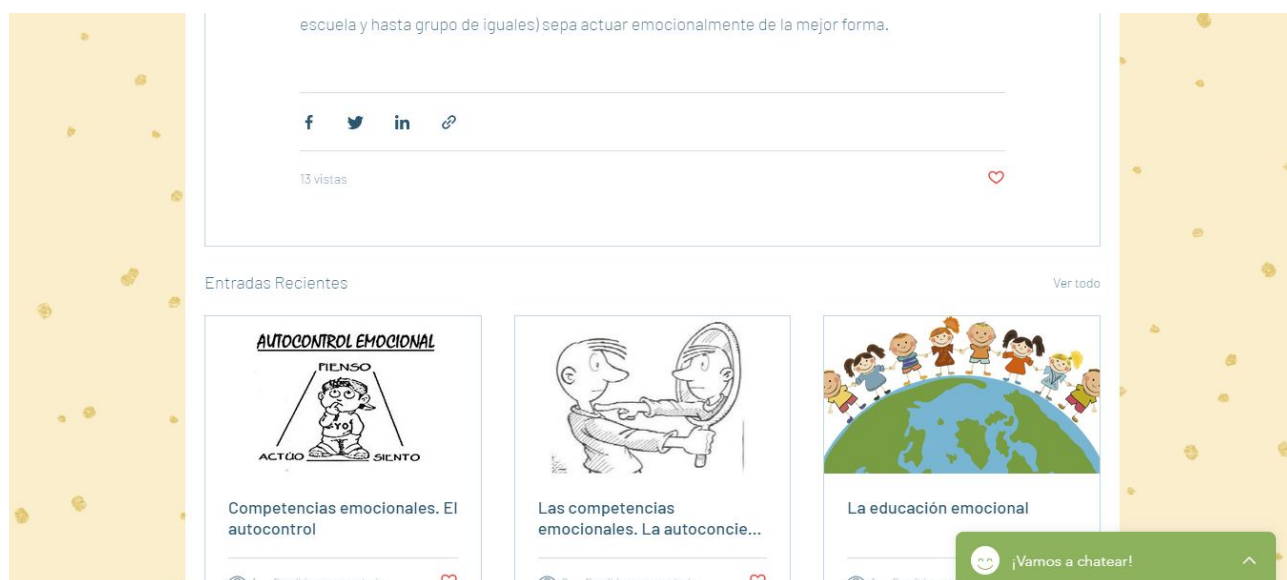 escuela y hasta grupo de iguales) sepa actuar emocionalmente de la mejor forma.
13 vistas
Entradas Recientes
Ver todo
AUTOCONTROL EMOCIONAL
PIENSO
¡YO!
ACTÚO
SIENTO
Competencias emocionales. El
autocontrol
Las competencias
emocionales. La autoconcie...
La educación emocional
¡Vamos a chatear!